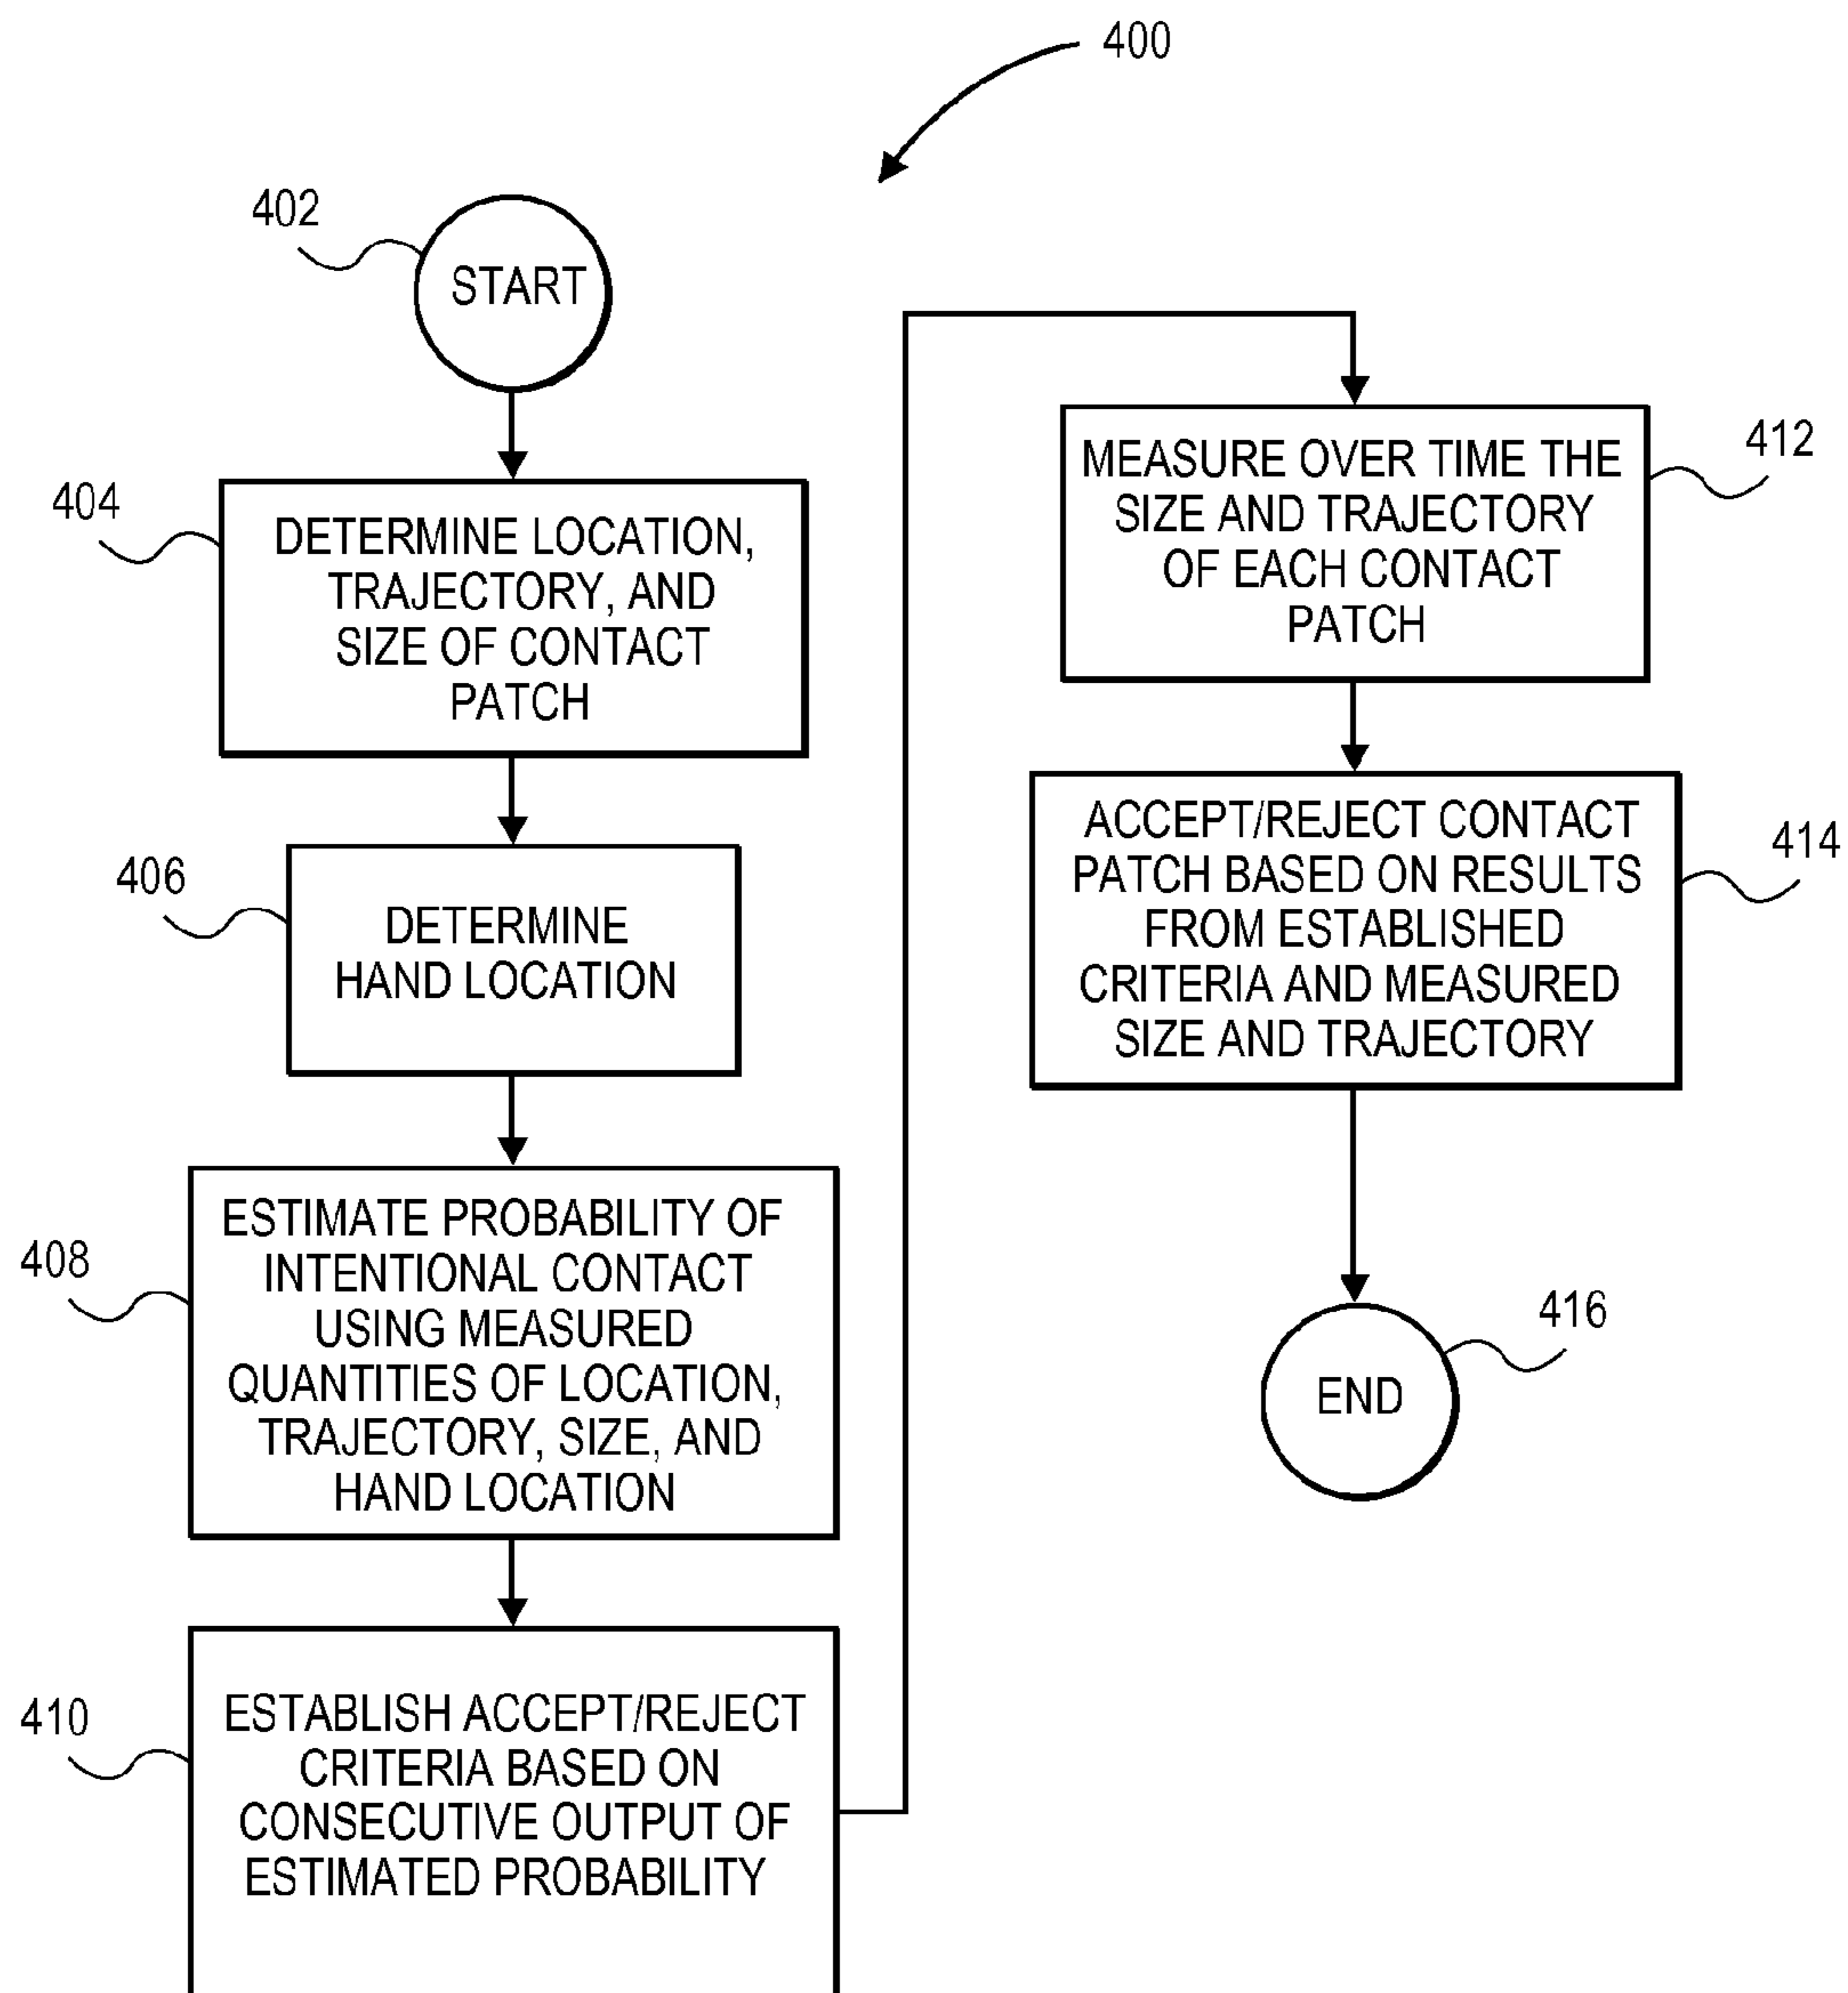 400
402
START
404
DETERMINE LOCATION,
TRAJECTORY, AND
SIZE OF CONTACT
PATCH
406
DETERMINE
HAND LOCATION
408
ESTIMATE PROBABILITY OF
INTENTIONAL CONTACT
USING MEASURED
QUANTITIES OF LOCATION,
TRAJECTORY, SIZE, AND
HAND LOCATION
410
ESTABLISH ACCEPT/REJECT
CRITERIA BASED ON
CONSECUTIVE OUTPUT OF
ESTIMATED PROBABILITY
412
MEASURE OVER TIME THE
SIZE AND TRAJECTORY
OF EACH CONTACT
PATCH
414
ACCEPT/REJECT CONTACT
PATCH BASED ON RESULTS
FROM ESTABLISHED
CRITERIA AND MEASURED
SIZE AND TRAJECTORY
416
END